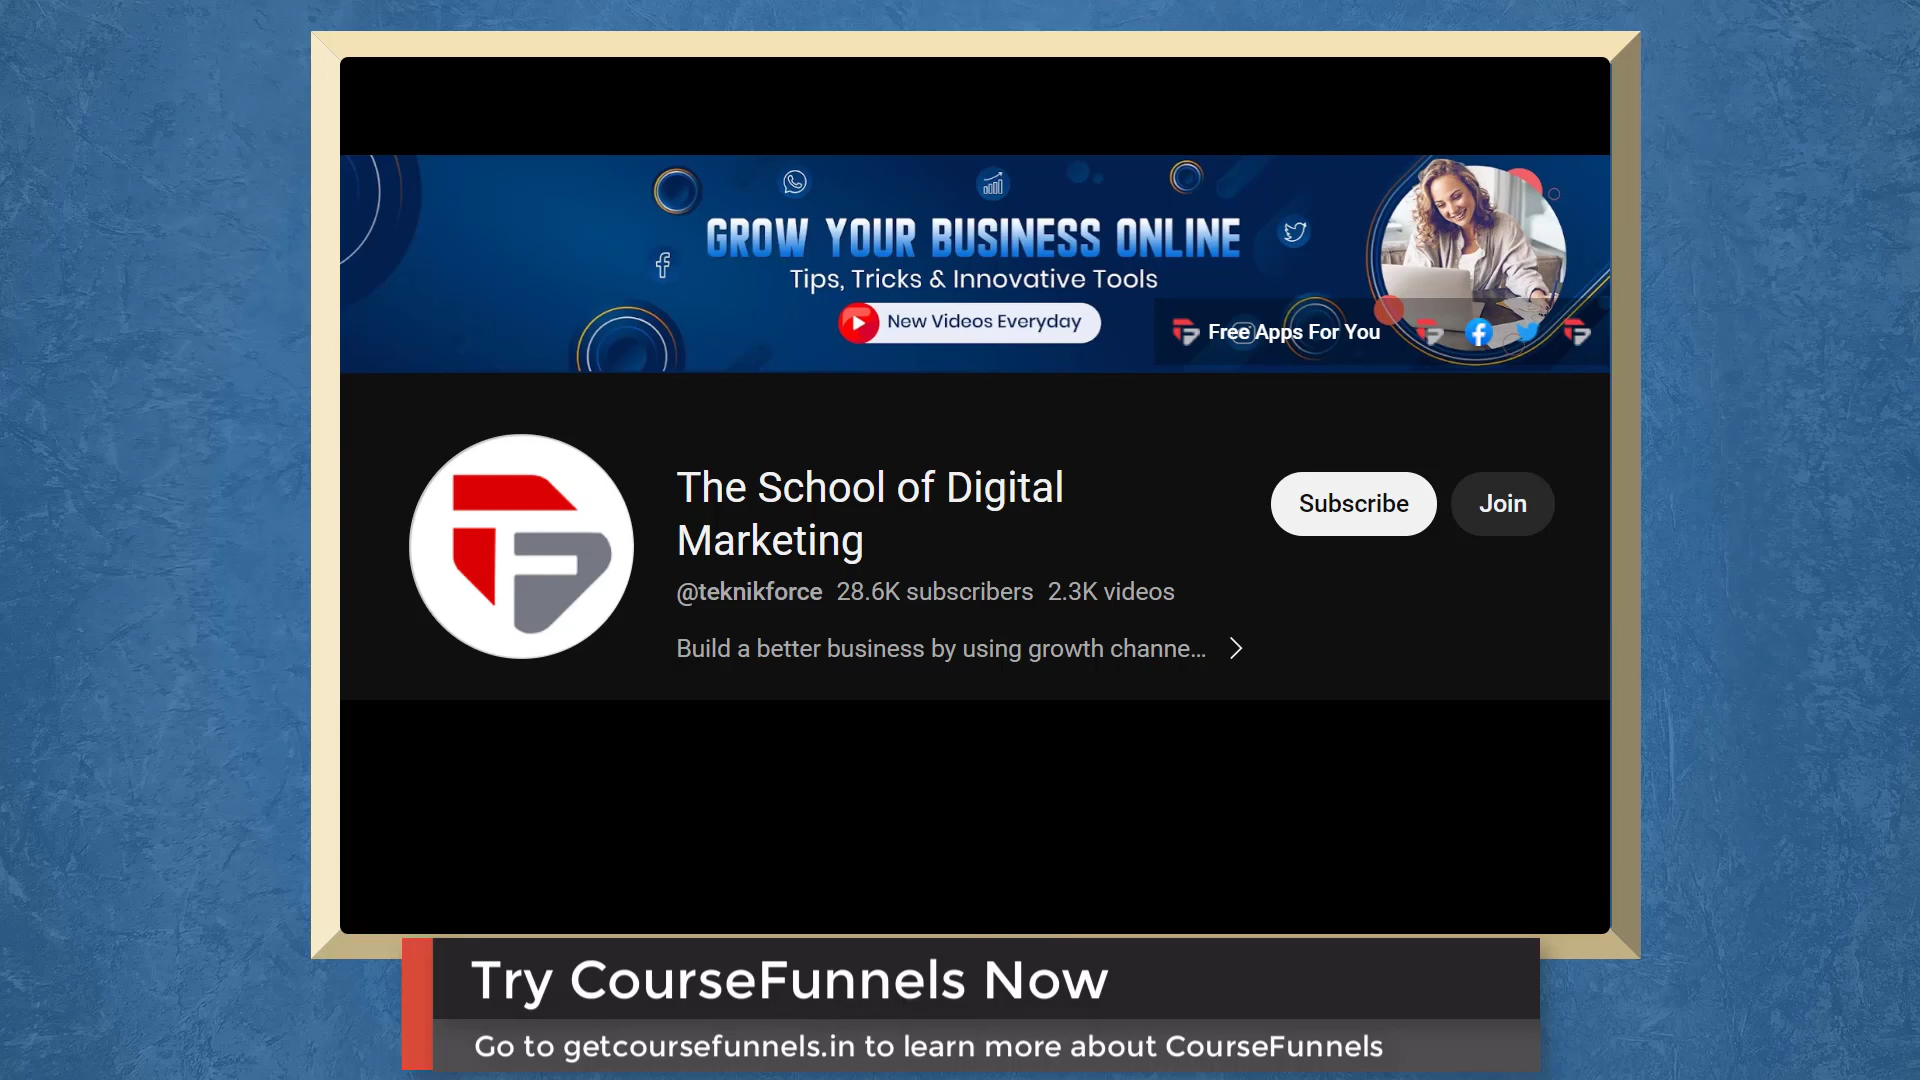 GROW YOUR BUSINESS ONLINE
Tips, Tricks & Innovative Tools
New Videos Everyday
Free Apps For You
The School of Digital
Marketing
Subscribe
Join
@teknikforce 28.6K subscribers 2.3K videos
Build a better business by using growth channe...
Try CourseFunnels Now
Go to getcoursefunnels.in to learn more about CourseFunnels